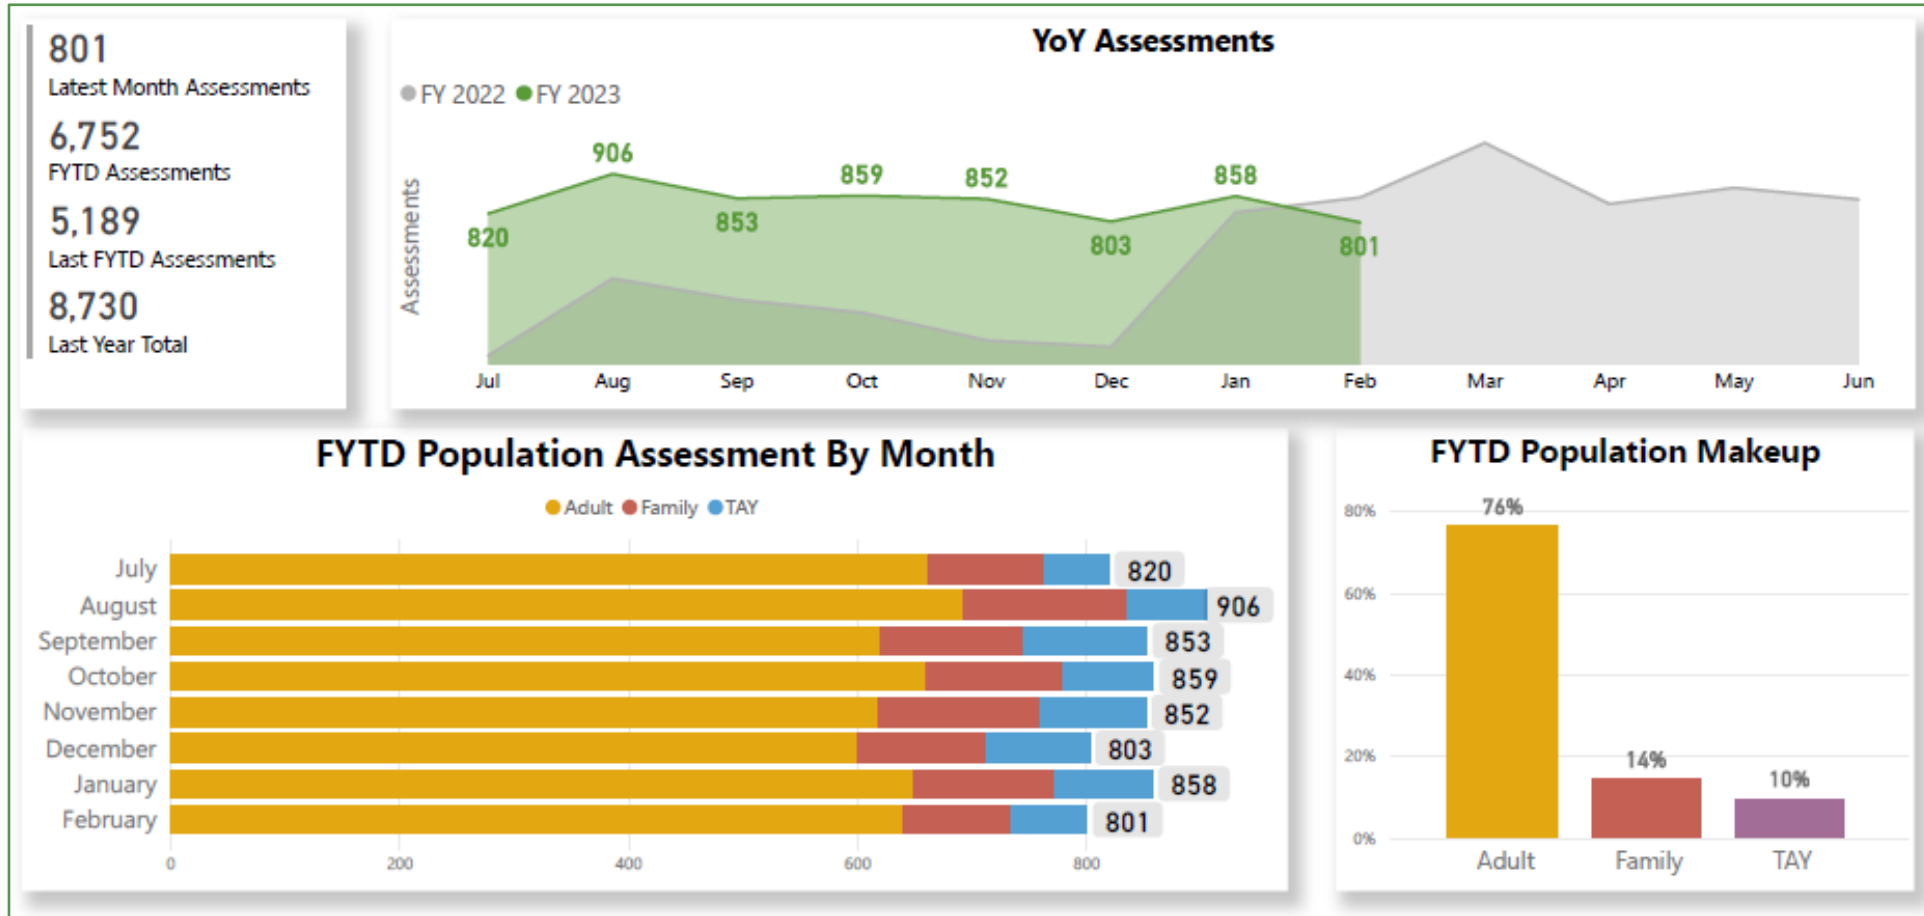 801
Latest Month Assessments
6,752
FYTD Assessments
5,189
Last FYTD Assessments
8,730
Last Year Total
YoY Assessments
FY 2022 FY 2023
Assessments
820
906
853
859
852
803
858
801
Jul Aug Sep Oct Nov Dec Jan Feb Mar Apr May Jun
FYTD Population Assessment By Month
Adult Family TAY
July 820
August 906
September 853
October 859
November 852
December 803
January 858
February 801
0 200 400 600 800
FYTD Population Makeup
80%
60%
40%
20%
0%
76%
14%
10%
Adult Family TAY